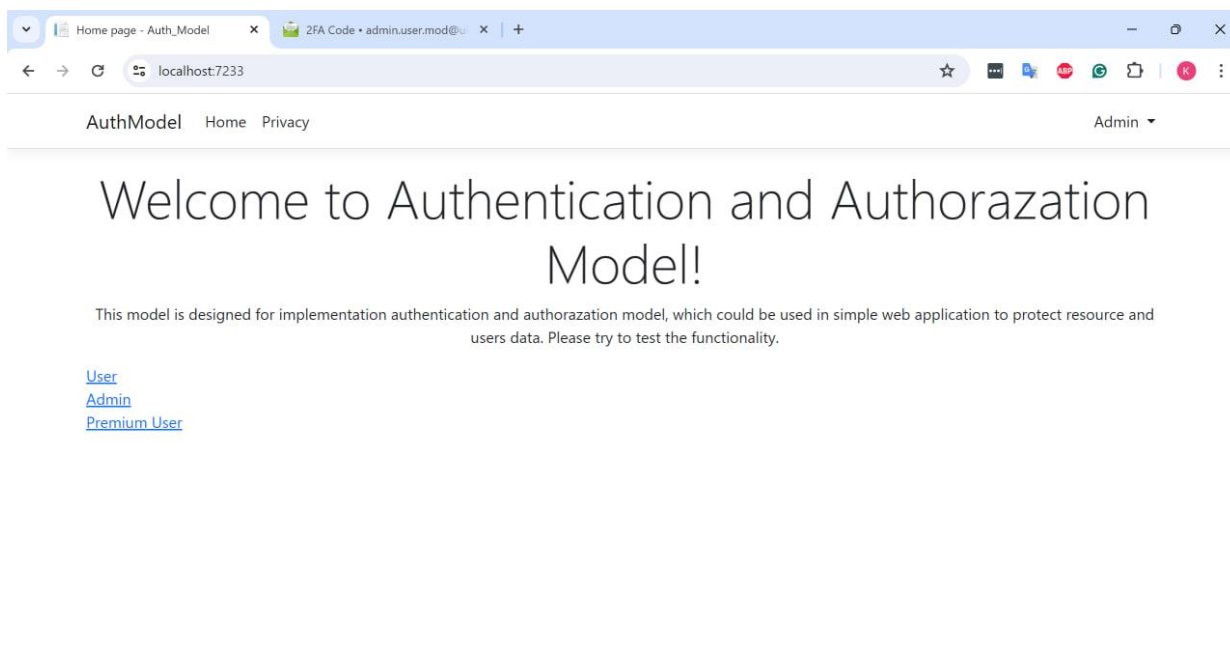 Home page - Auth_Model
2FA Code • admin.user.mod@u
localhost:7233
ABP
K
AuthModel Home Privacy Admin
Welcome to Authentication and Authorazation
Model!
This model is designed for implementation authentication and authorazation model, which could be used in simple web application to protect resource and
users data. Please try to test the functionality.
User
Admin
Premium User